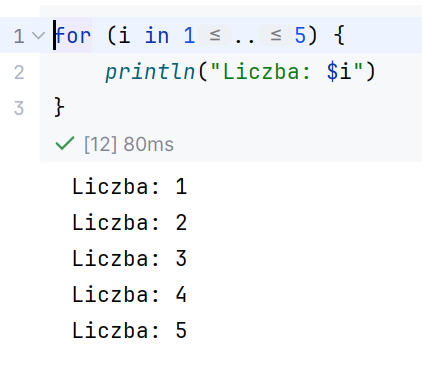 1 for (i in 1 ≤ .. ≤ 5) {
2 println("Liczba: $i")
3 }
[12] 80ms
Liczba: 1
Liczba: 2
Liczba: 3
Liczba: 4
Liczba: 5